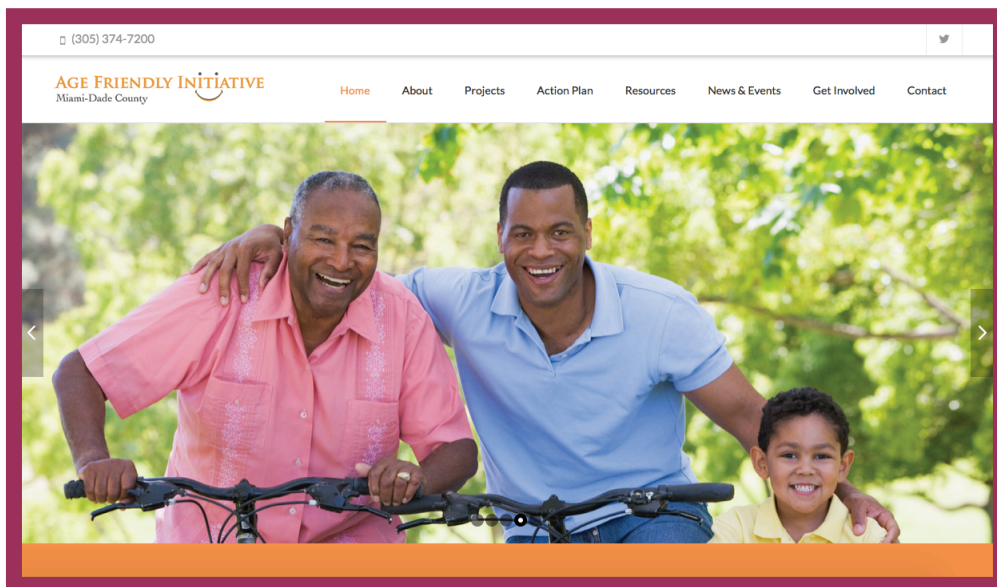 (305) 374-7200
AGE FRIENDLY INITIATIVE
Miami-Dade County
Home About Projects Action Plan Resources News & Events Get Involved Contact